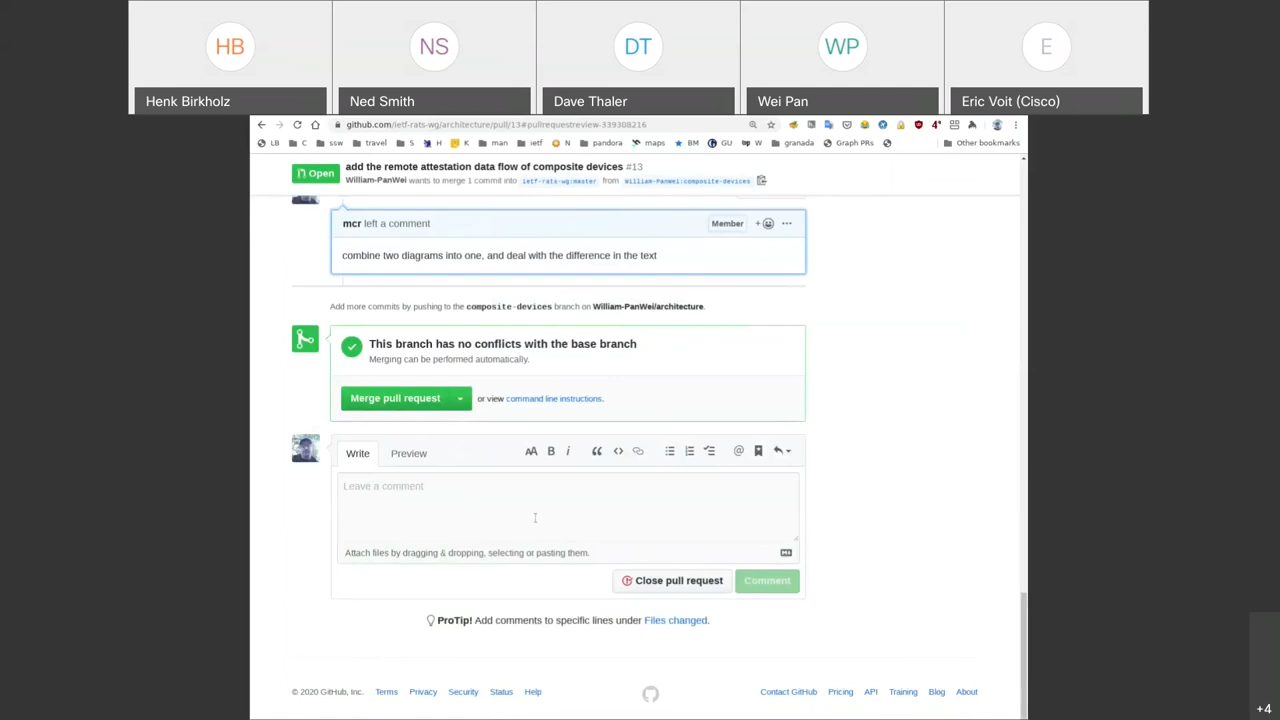 HB NS DT WP E
Henk Birkholz Ned Smith Dave Thaler Wei Pan Eric Voit (Cisco)
github.com/ietf-rats-wg/architecture/pull/13#pullrequestreview-339308216
LB C ssw travel S H K man ietf N pandora maps BM GU W granada Graph PRs Other bookmarks
Open add the remote attestation data flow of composite devices #13
William-PanWei wants to merge 1 commit into ietf-rats-wg:master from William-Panwei:composite-devices
mcr left a comment Member
combine two diagrams into one, and deal with the difference in the text
Add more commits by pushing to the composite-devices branch on William-PanWei/architecture.
This branch has no conflicts with the base branch
Merging can be performed automatically.
Merge pull request or view command line instructions.
Write Preview
Leave a comment
Attach files by dragging & dropping, selecting or pasting them.
Close pull request Comment
ProTip! Add comments to specific lines under Files changed.
© 2020 GitHub, Inc. Terms Privacy Security Status Help Contact GitHub Pricing API Training Blog About
+4